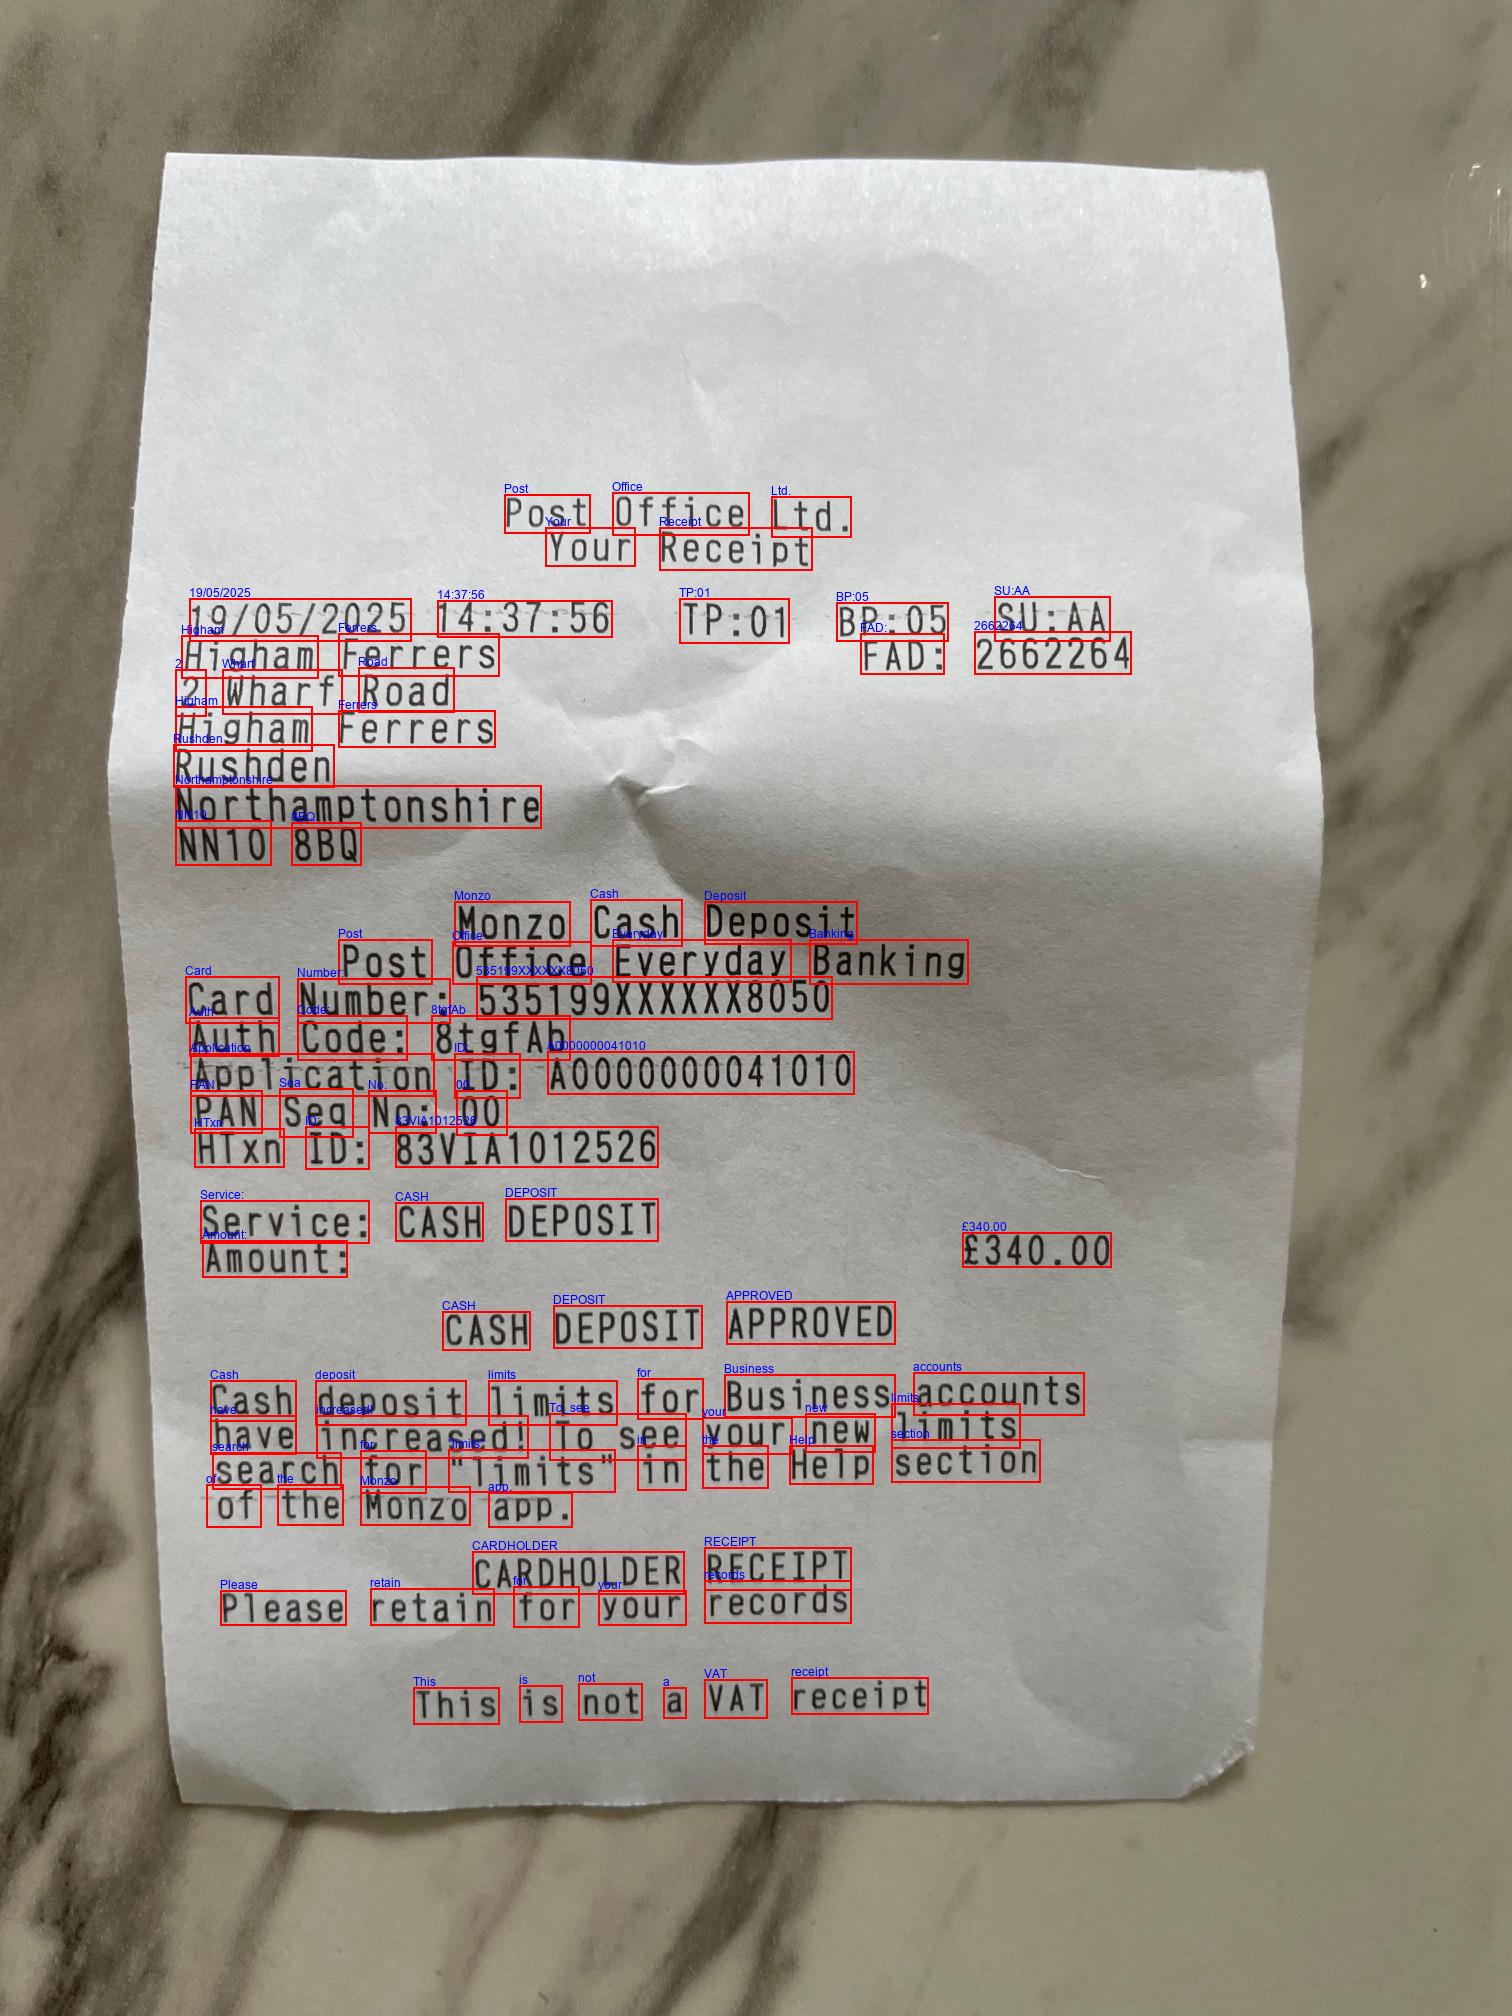 Post Office Ltd.
Your Receipt
19/05/2025 14:37:56 TP:01 BP:05 SU:AA
Higham Ferrers FAD: 2662264
2 Wharf Road
Higham Ferrers
Rushden
Northamptonshire
NN10 8BQ
Monzo Cash Deposit
Post Office Everyday Banking
Card Number: 535199XXXXXX8050
Auth Code: 8tgfAb
Application ID: A0000000041010
PAN Seq No: 00
HTxn ID: 83VIA1012526
Service: CASH DEPOSIT
Amount: £340.00
CASH DEPOSIT APPROVED
Cash deposit limits for Business accounts
have increased! To see your new limits
search for "limits" in the Help section
of the Monzo app.
CARDHOLDER RECEIPT
Please retain for your records
This is not a VAT receipt